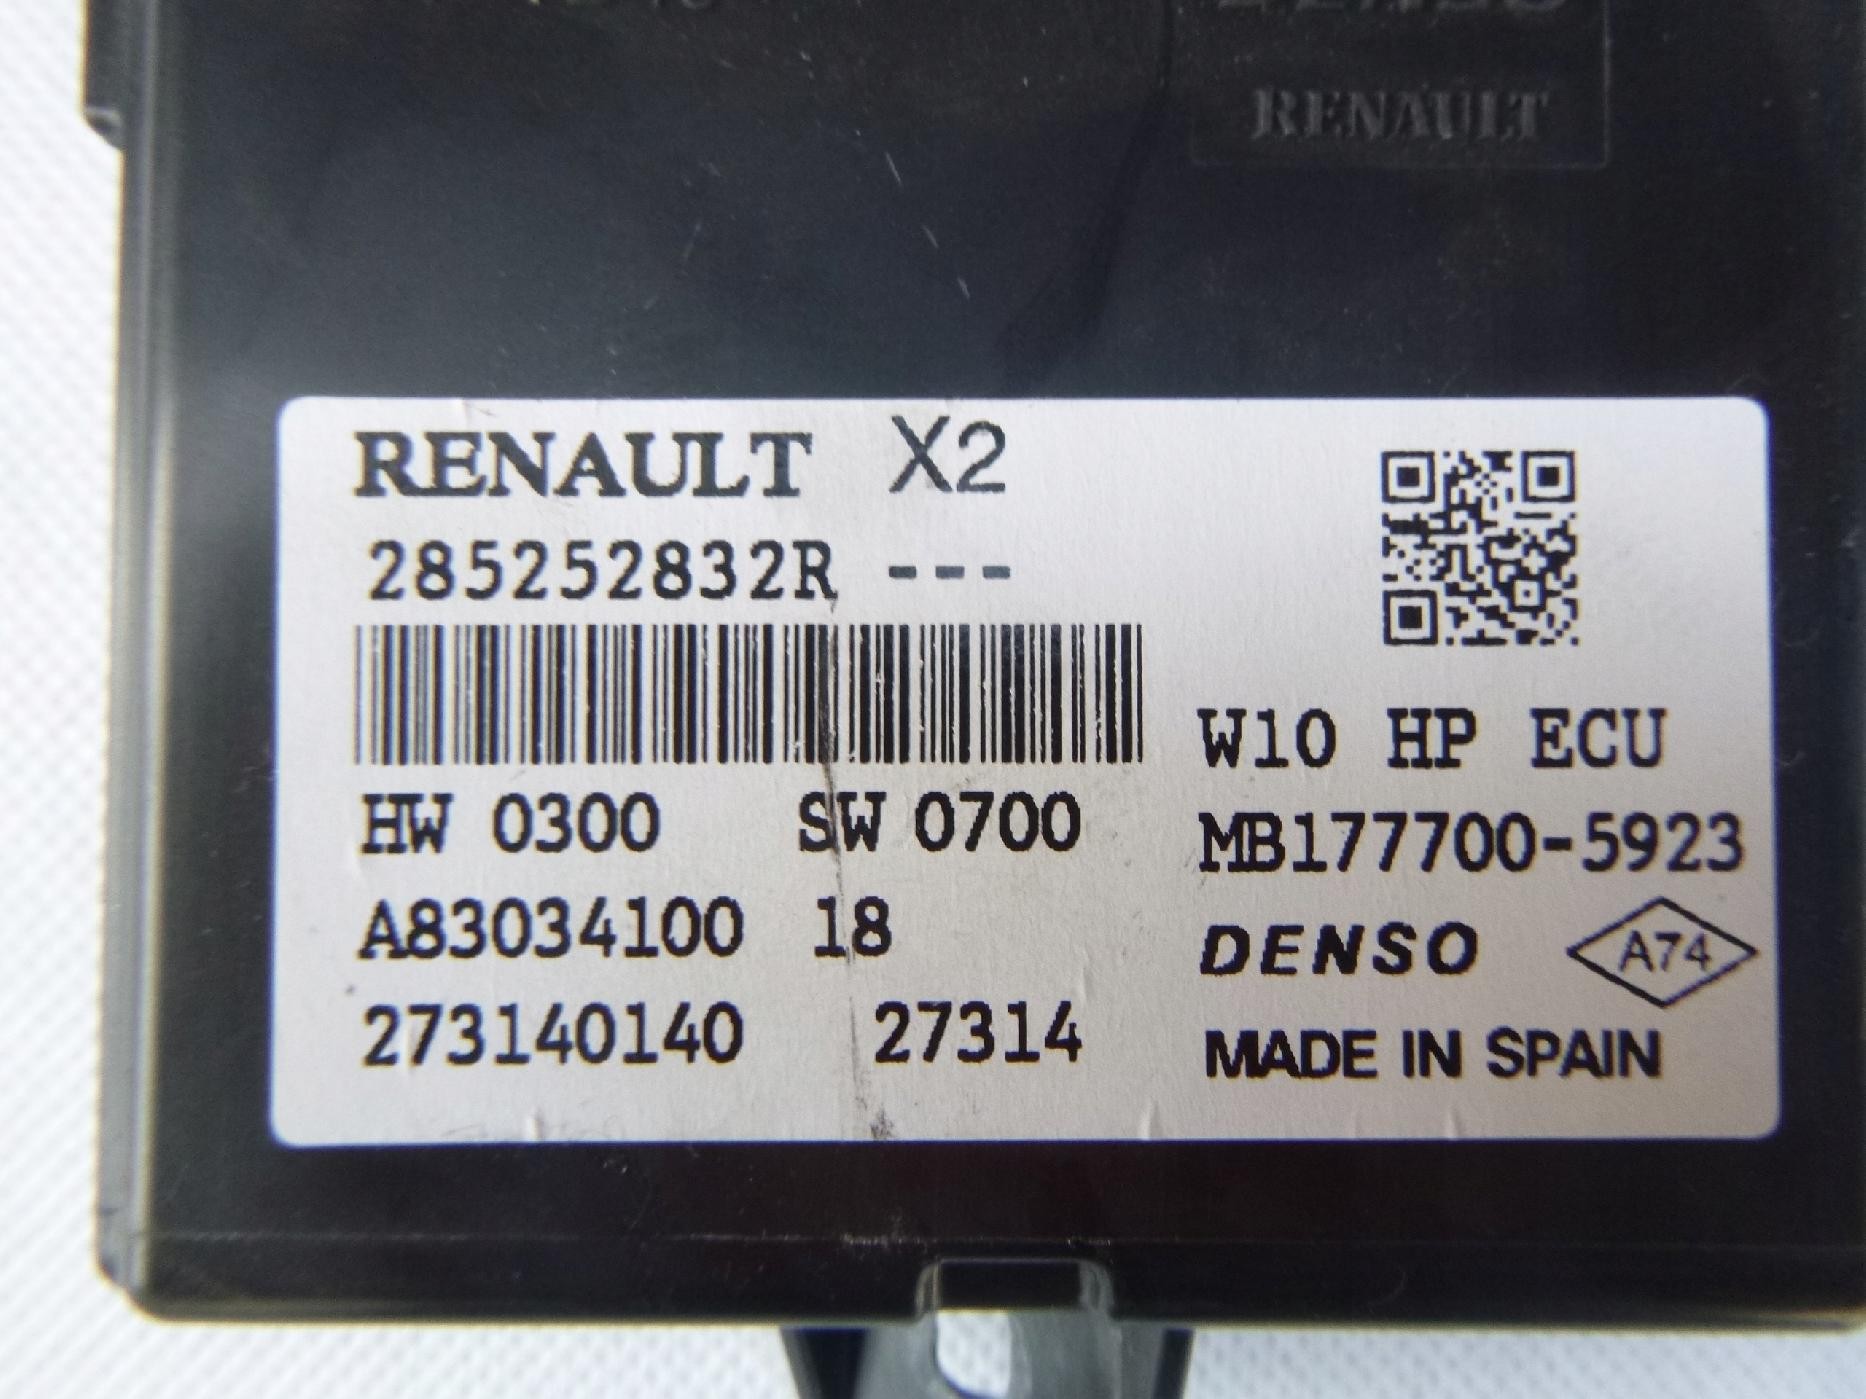 RENAULT
RENAULT X2
285252832R ---
HW 0300 SW 0700
A83034100 18
273140140 27314
W10 HP ECU
MB177700-5923
DENSO A74
MADE IN SPAIN